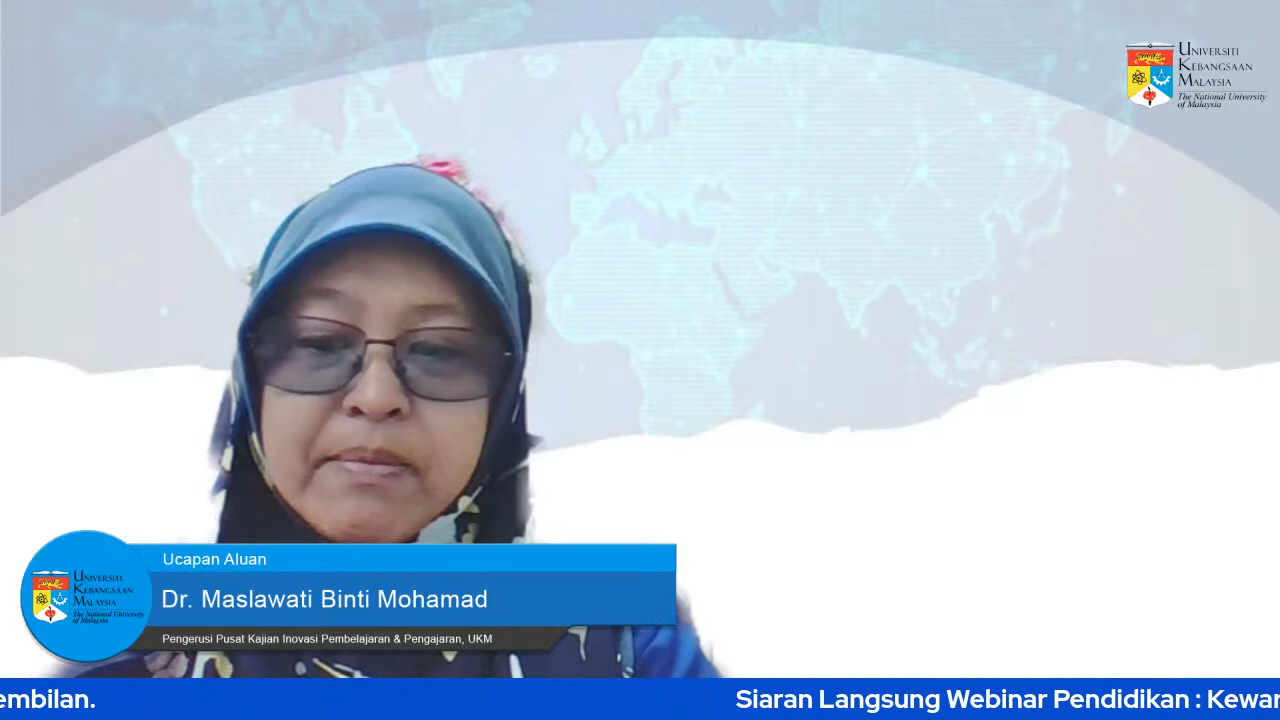 UNIVERSITI
KEBANGSAAN
MALAYSIA
The National University
of Malaysia
Ucapan Aluan
UNIVERSITI
KEBANGSAAN
MALAYSIA
The National University
of Malaysia
Dr. Maslawati Binti Mohamad
Pengerusi Pusat Kajian Inovasi Pembelajaran & Pengajaran, UKM
embilan.
Siaran Langsung Webinar Pendidikan : Kewar